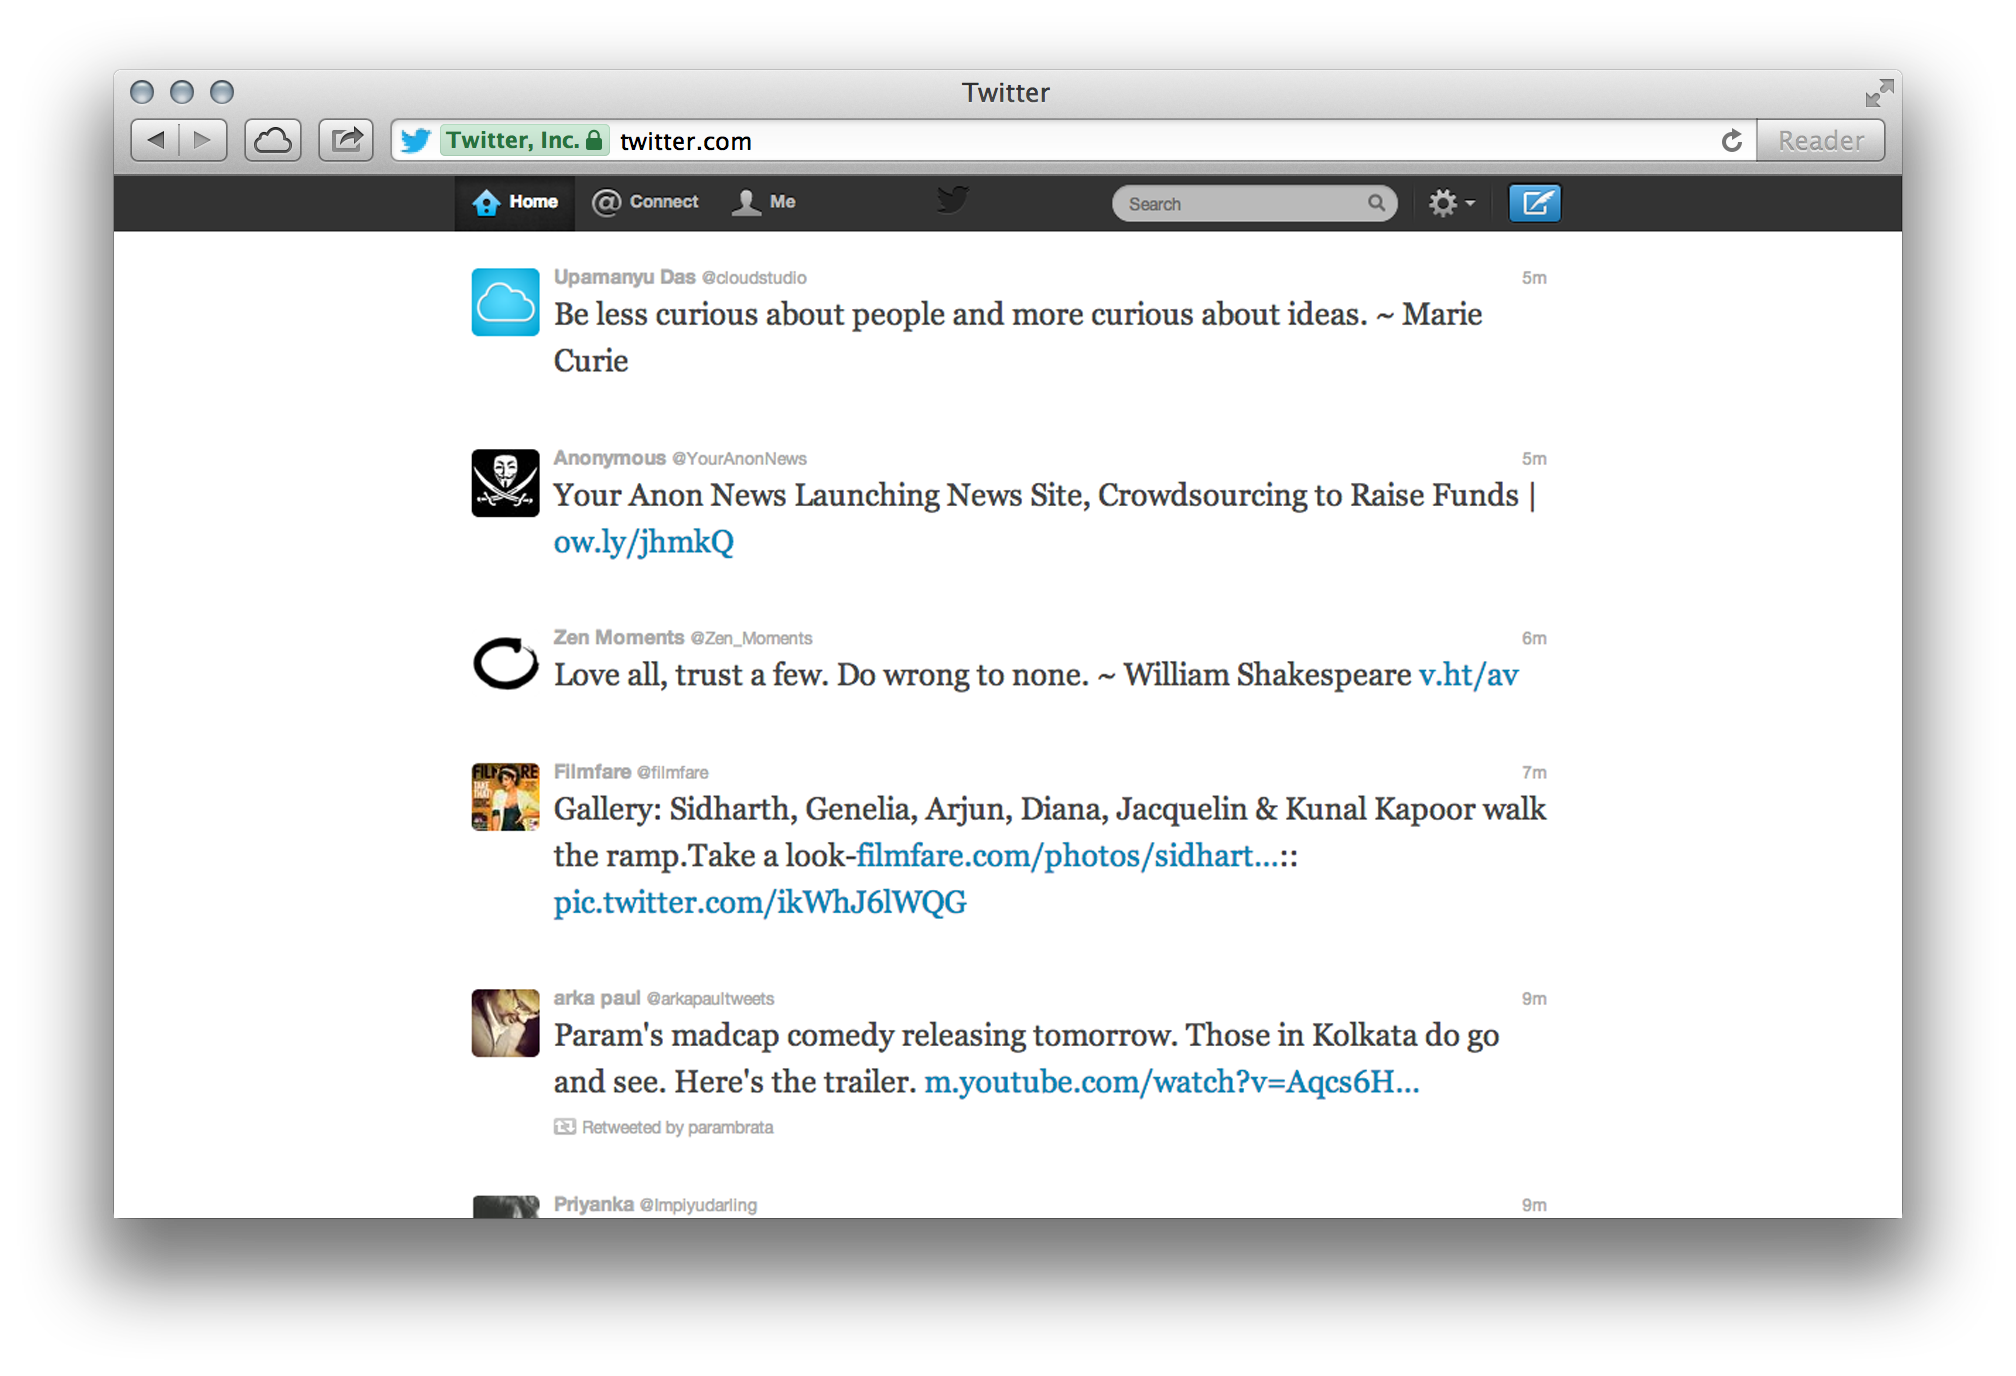 Twitter
Twitter, Inc. twitter.com Reader
Home Connect Me Search
Upamanyu Das @cloudstudio 5m
Be less curious about people and more curious about ideas. ~ Marie
Curie
Anonymous @YourAnonNews 5m
Your Anon News Launching News Site, Crowdsourcing to Raise Funds |
ow.ly/jhmkQ
Zen Moments @Zen_Moments 6m
Love all, trust a few. Do wrong to none. ~ William Shakespeare v.ht/av
FILMFARE
TAKE
THAT!
Filmfare @filmfare 7m
Gallery: Sidharth, Genelia, Arjun, Diana, Jacquelin & Kunal Kapoor walk
the ramp.Take a look-filmfare.com/photos/sidhart...::
pic.twitter.com/ikWhJ6lWQG
arka paul @arkapaultweets 9m
Param's madcap comedy releasing tomorrow. Those in Kolkata do go
and see. Here's the trailer. m.youtube.com/watch?v=Aqcs6H...
Retweeted by parambrata
Priyanka @Impiyudarling 9m